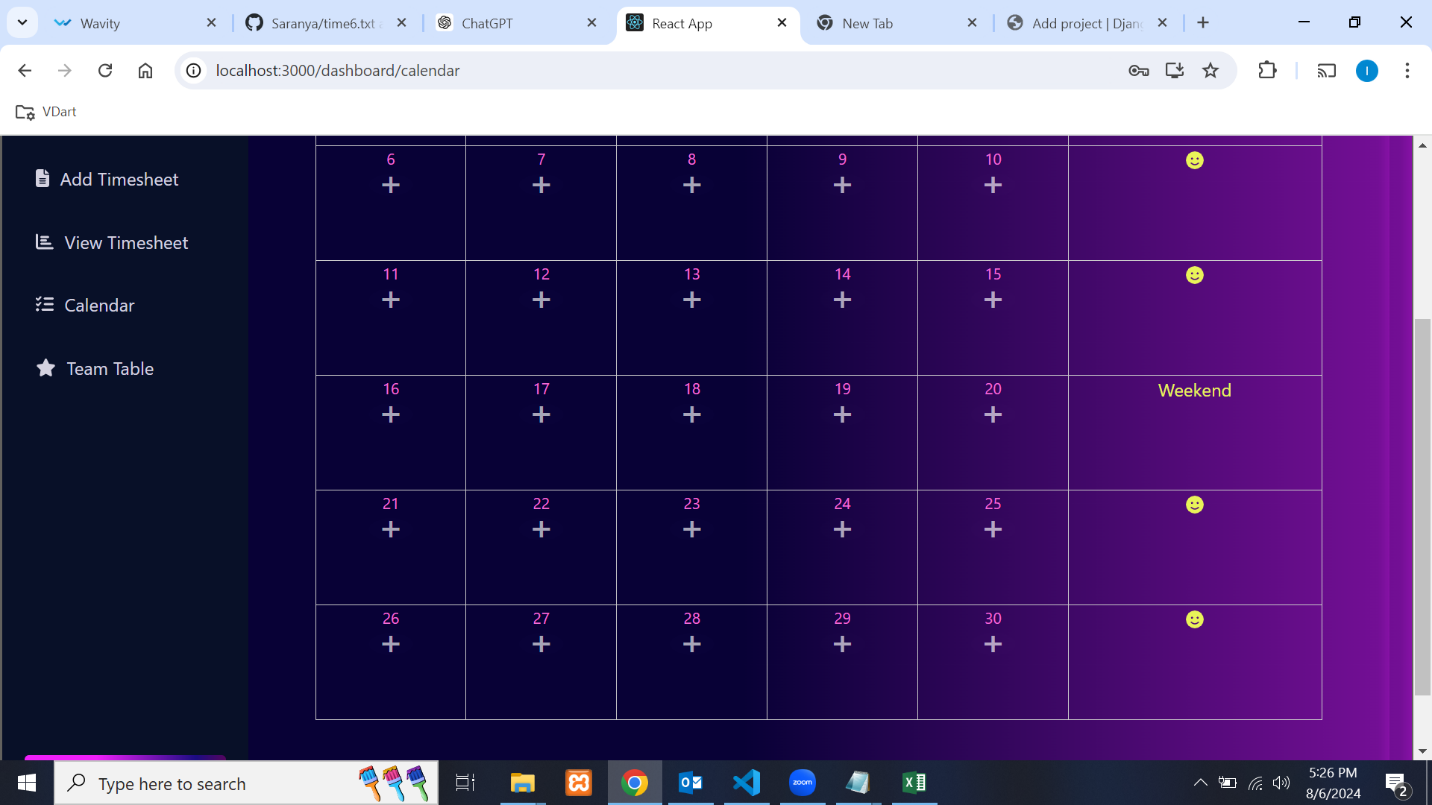 Wavity
Saranya/time6.txt
ChatGPT
React App
New Tab
Add project | Djang
localhost:3000/dashboard/calendar
I
VDart
Add Timesheet
View Timesheet
Calendar
Team Table
6 7 8 9 10
+ + + + +
11 12 13 14 15
+ + + + +
16 17 18 19 20 Weekend
+ + + + +
21 22 23 24 25
+ + + + +
26 27 28 29 30
+ + + + +
Type here to search
zoom
5:26 PM
8/6/2024
2